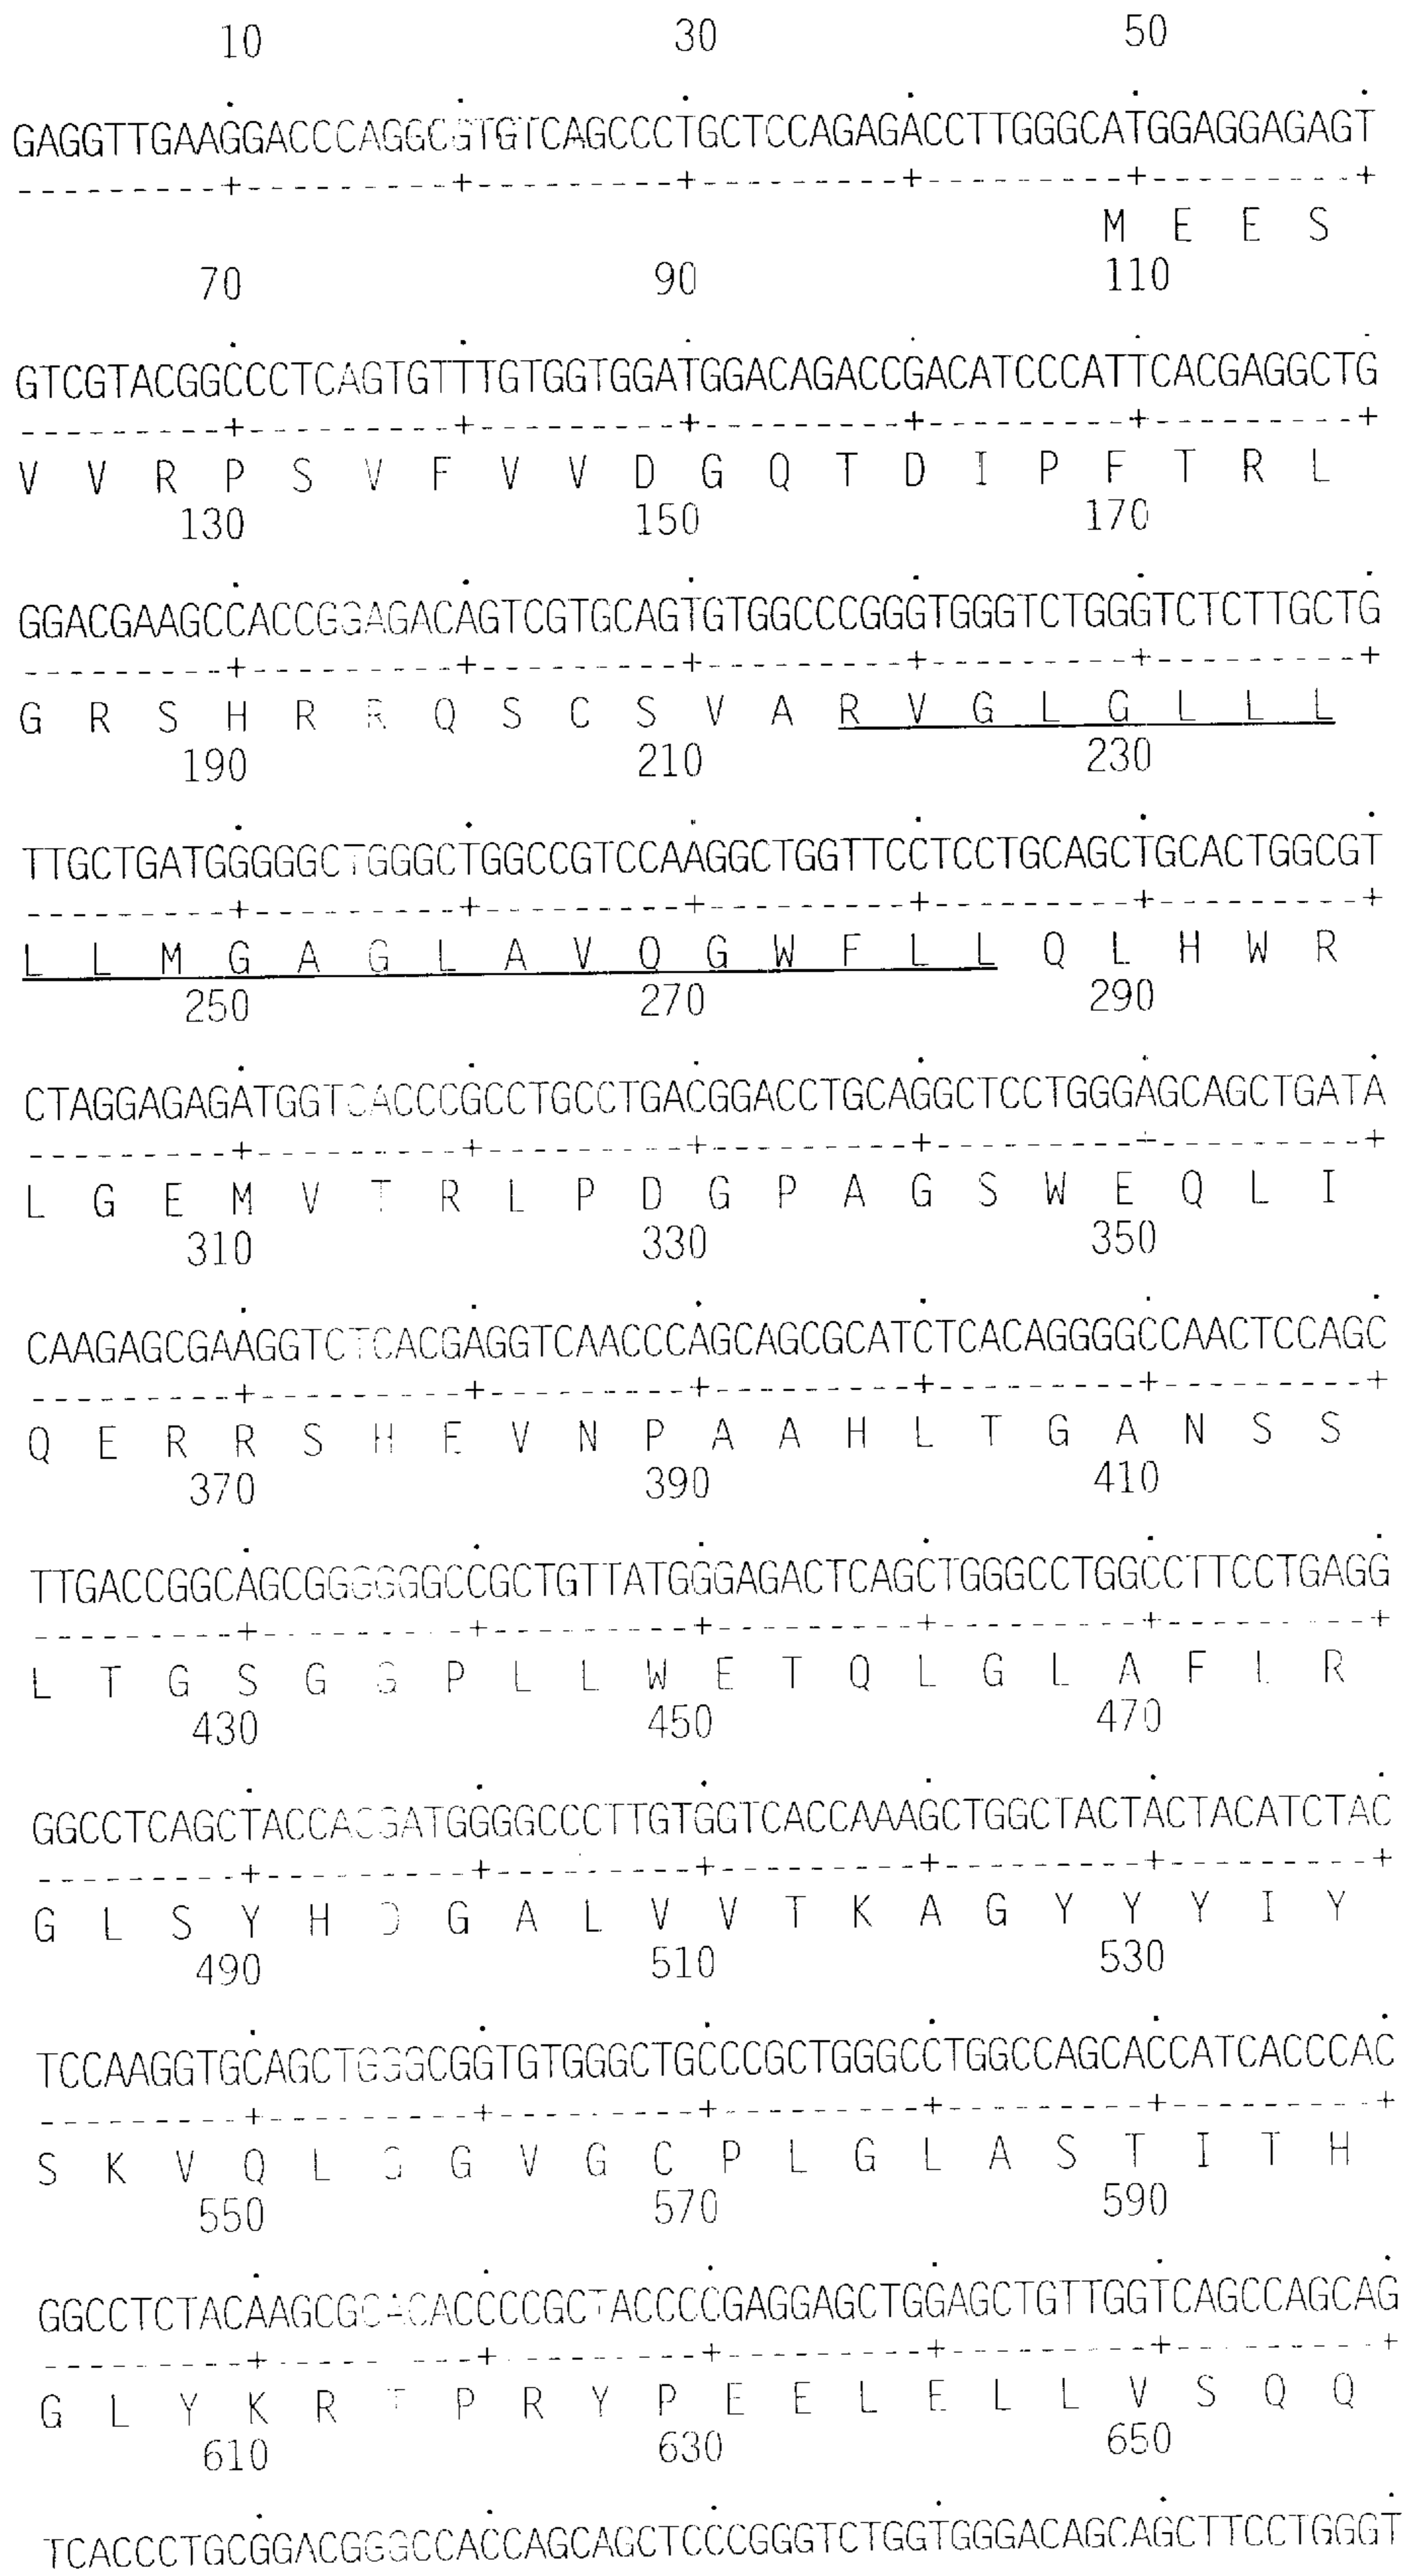 10 30 50
GAGGTTGAAGGACCCAGGCGTGTCAGCCCTGCTCCAGAGACCTTGGGCATGGAGGAGAGT
---------+---------+---------+---------+---------+---------+
M E E S
70 90 110
GTCGTACGGCCCTCAGTGTTTGTGGTGGATGGACAGACCGACATCCCATTCACGAGGCTG
---------+---------+---------+---------+---------+---------+
V V R P S V F V V D G Q T D I P F T R L
130 150 170
GGACGAAGCCACCGGAGACAGTCGTGCAGTGTGGCCCGGGTGGGTCTGGGTCTCTTGCTG
---------+---------+---------+---------+---------+---------+
G R S H R R Q S C S V A R V G L G L L L
190 210 230
TTGCTGATGGGGGCTGGGCTGGCCGTCCAAGGCTGGTTCCTCCTGCAGCTGCACTGGCGT
---------+---------+---------+---------+---------+---------+
L L M G A G L A V Q G W F L L Q L H W R
250 270 290
CTAGGAGAGATGGTCACCCGCCTGCCTGACGGACCTGCAGGCTCCTGGGAGCAGCTGATA
---------+---------+---------+---------+---------+---------+
L G E M V T R L P D G P A G S W E Q L I
310 330 350
CAAGAGCGAAGGTCTCACGAGGTCAACCCAGCAGCGCATCTCACAGGGGCCAACTCCAGC
---------+---------+---------+---------+---------+---------+
Q E R R S H E V N P A A H L T G A N S S
370 390 410
TTGACCGGCAGCGGGGGGCCGCTGTTATGGGAGACTCAGCTGGGCCTGGCCTTCCTGAGG
---------+---------+---------+---------+---------+---------+
L T G S G G P L L W E T Q L G L A F L R
430 450 470
GGCCTCAGCTACCACGATGGGGCCCTTGTGGTCACCAAAGCTGGCTACTACTACATCTAC
---------+---------+---------+---------+---------+---------+
G L S Y H D G A L V V T K A G Y Y Y I Y
490 510 530
TCCAAGGTGCAGCTGGGCGGTGTGGGCTGCCCGCTGGGCCTGGCCAGCACCATCACCCAC
---------+---------+---------+---------+---------+---------+
S K V Q L G G V G C P L G L A S T I T H
550 570 590
GGCCTCTACAAGCGCACACCCCGCTACCCCGAGGAGCTGGAGCTGTTGGTCAGCCAGCAG
---------+---------+---------+---------+---------+---------+
G L Y K R T P R Y P E E L E L L V S Q Q
610 630 650
TCACCCTGCGGACGGGCCACCAGCAGCTCCCGGGTCTGGTGGGACAGCAGCTTCCTGGGT